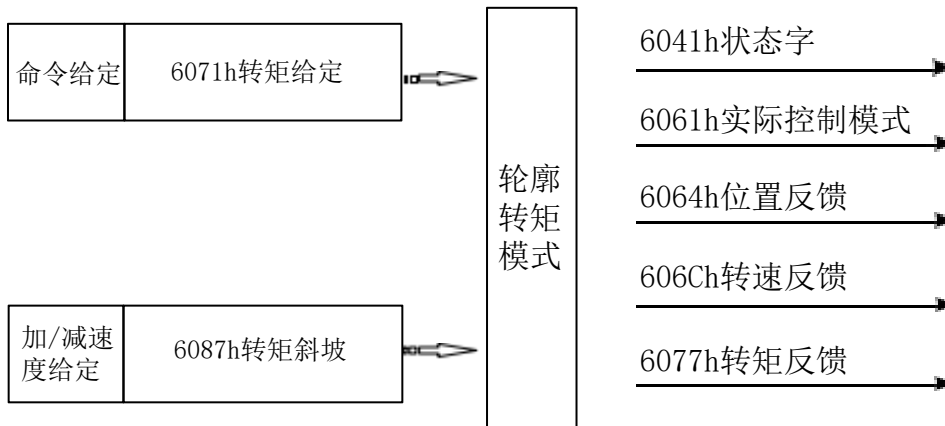 命令给定
6071h转矩给定
加/减速
度给定
6087h转矩斜坡
轮廓
转矩
模式
6041h状态字
6061h实际控制模式
6064h位置反馈
606Ch转速反馈
6077h转矩反馈